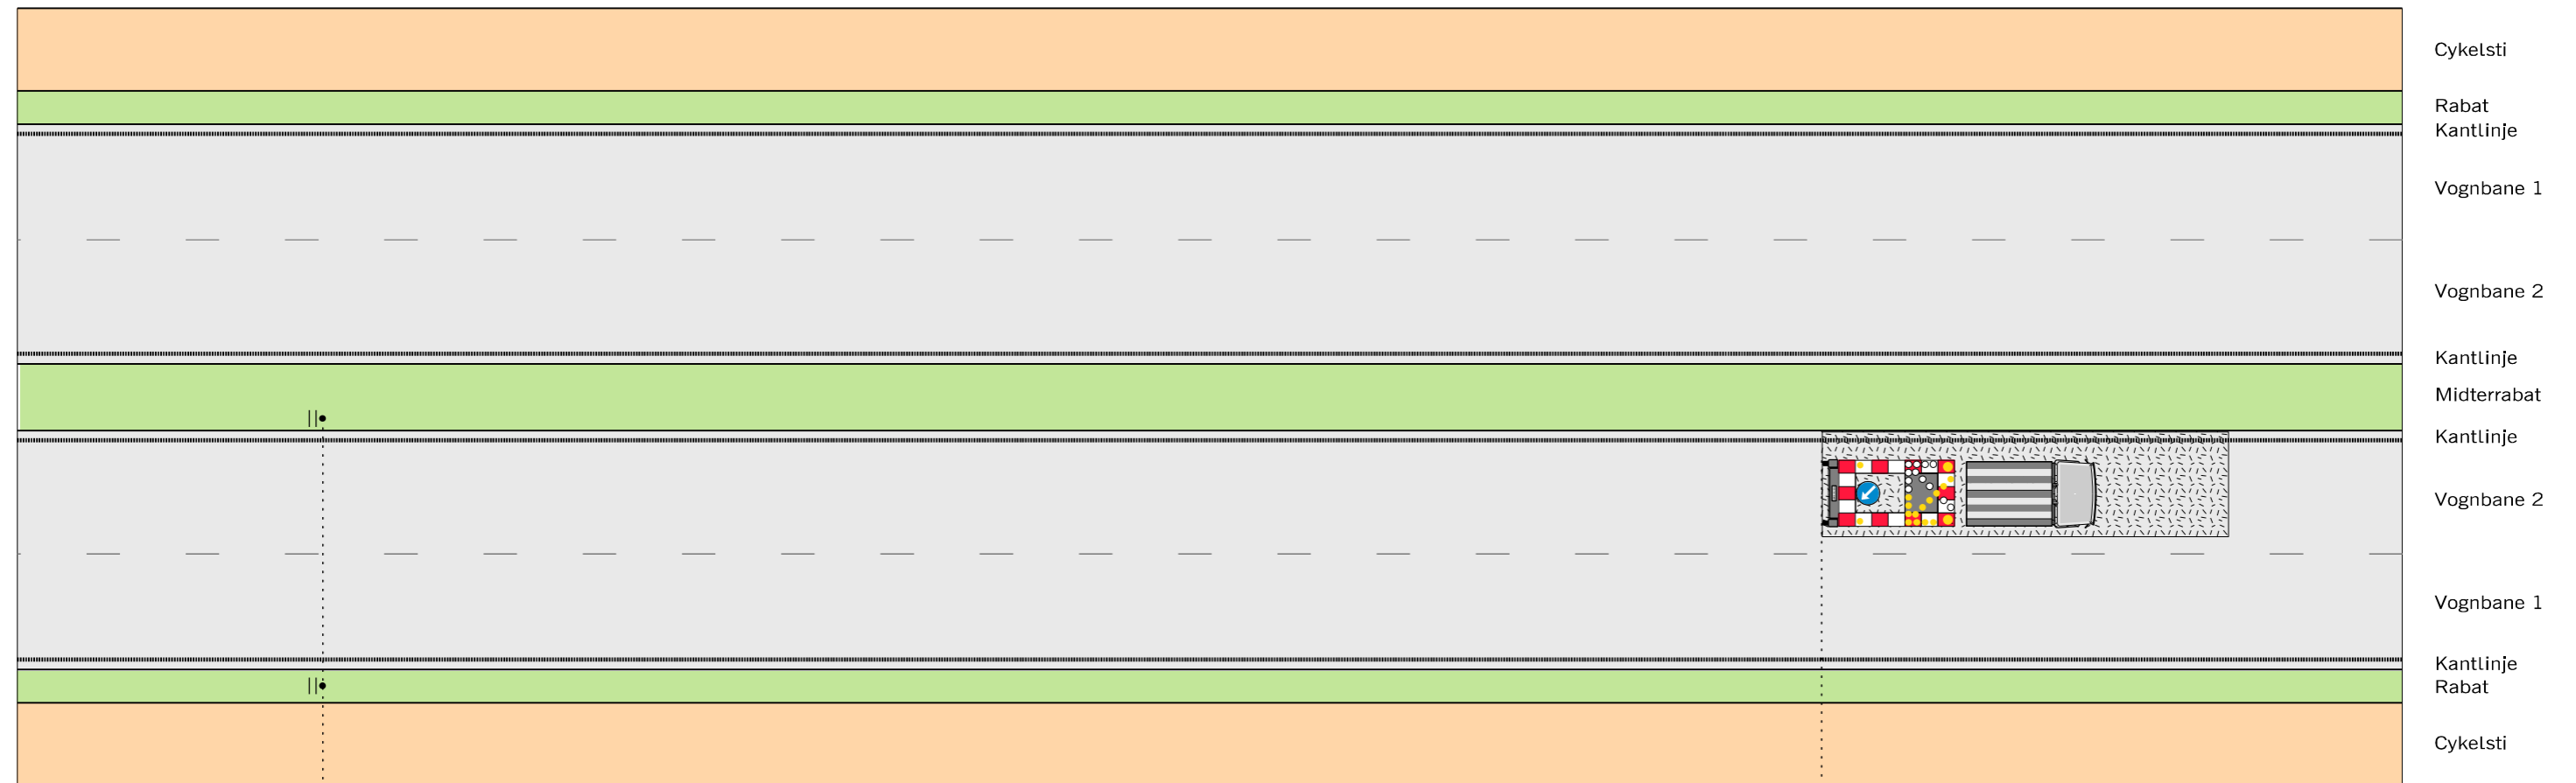 Cykelsti
Rabat
Kantlinje
Vognbane 1
Vognbane 2
Kantlinje
Midterrabat
Kantlinje
Vognbane 2
Vognbane 1
Kantlinje
Rabat
Cykelsti